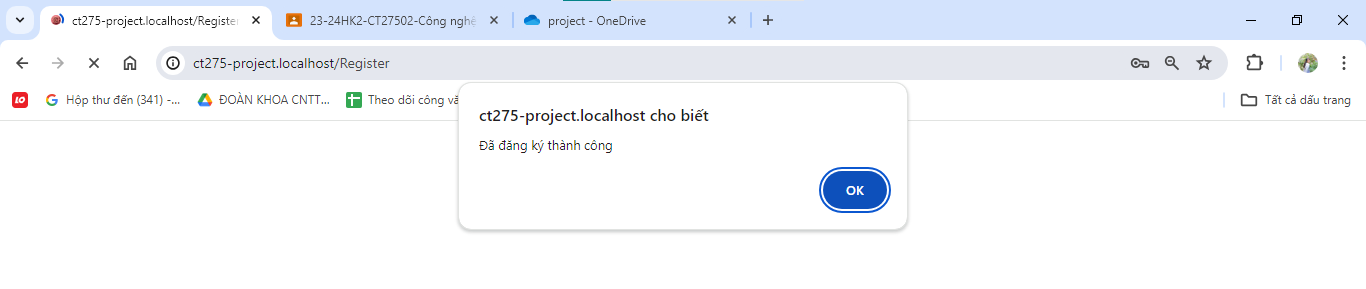 ct275-project.localhost/Register
23-24HK2-CT27502-Công nghệ
project - OneDrive
ct275-project.localhost/Register
LO
Hộp thư đến (341) -...
ĐOÀN KHOA CNTT...
Theo dõi công vă
Tất cả dấu trang
ct275-project.localhost cho biết
Đã đăng ký thành công
OK